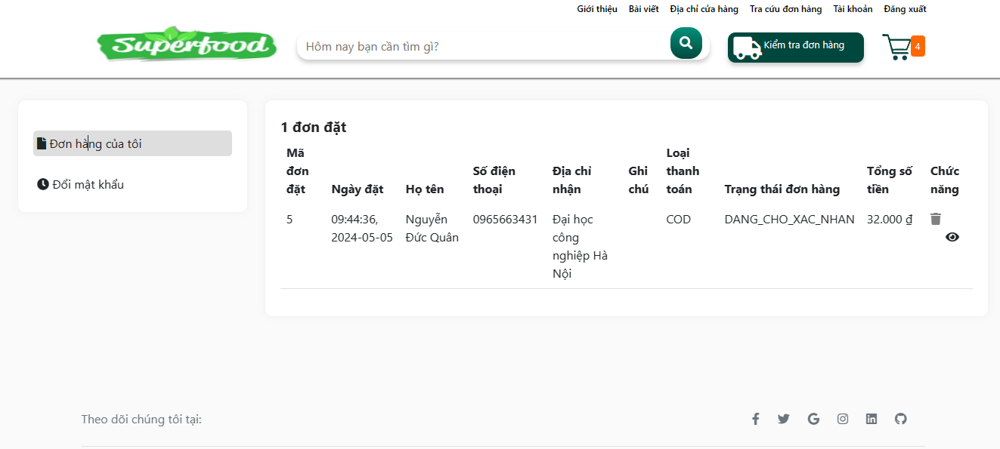 Giới thiệu Bài viết Địa chỉ cửa hàng Tra cứu đơn hàng Tài khoản Đăng xuất
Superfood
Hôm nay bạn cần tìm gì?
Kiểm tra đơn hàng
4
Đơn hàng của tôi
Đổi mật khẩu
1 đơn đặt
Mã đơn đặt Ngày đặt Họ tên Số điện thoại Địa chỉ nhận Ghi chú Loại thanh toán Trạng thái đơn hàng Tổng số tiền Chức năng
5 09:44:36, 2024-05-05 Nguyễn Đức Quân 0965663431 Đại học công nghiệp Hà Nội COD DANG_CHO_XAC_NHAN 32.000 ₫
Theo dõi chúng tôi tại: